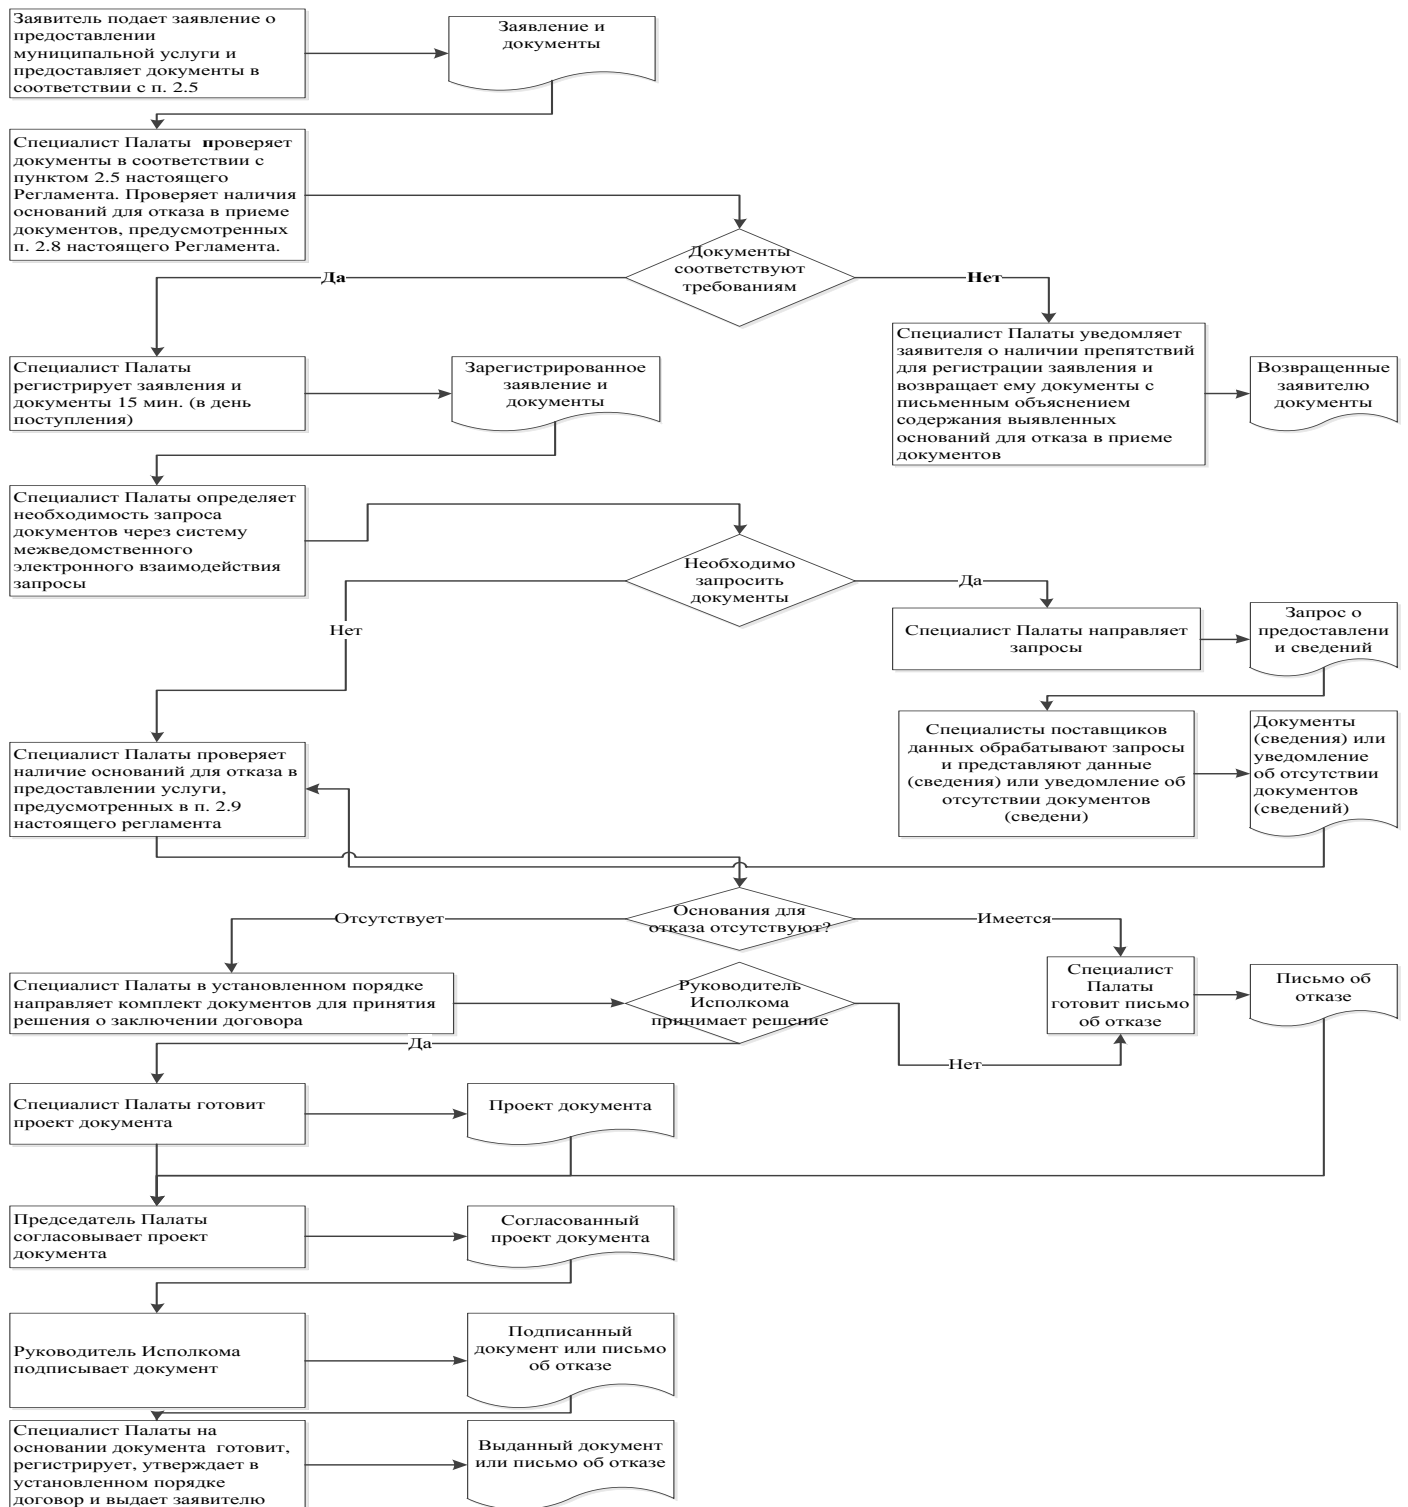 Заявитель подает заявление о
предоставлении
муниципальной услуги и
предоставляет документы в
соответствии с п. 2.5
Заявление и
документы
Специалист Палаты  проверяет
документы в соответствии с
пунктом 2.5 настоящего
Регламента. Проверяет наличия
оснований для отказа в приеме
документов, предусмотренных
п. 2.8 настоящего Регламента.
Документы
соответствуют
требованиям
Да
Нет
Специалист Палаты
регистрирует заявления и
документы 15 мин. (в день
поступления)
Зарегистрированное
заявление и
документы
Специалист Палаты уведомляет
заявителя о наличии препятствий
для регистрации заявления и
возвращает ему документы с
письменным объяснением
содержания выявленных
оснований для отказа в приеме
документов
Возвращенные
заявителю
документы
Специалист Палаты определяет
необходимость запроса
документов через систему
межведомственного
электронного взаимодействия
запросы
Необходимо
запросить
документы
Да
Нет
Специалист Палаты направляет
запросы
Запрос о
предоставлени
и сведений
Специалисты поставщиков
данных обрабатывают запросы
и представляют данные
(сведения) или уведомление об
отсутствии документов
(сведени)
Документы
(сведения) или
уведомление
об отсутствии
документов
(сведений)
Специалист Палаты проверяет
наличие оснований для отказа в
предоставлении услуги,
предусмотренных в п. 2.9
настоящего регламента
Основания для
отказа отсутствуют?
Отсутствует
Имеется
Специалист Палаты в установленном порядке
направляет комплект документов для принятия
решения о заключении договора
Руководитель
Исполкома
принимает решение
Специалист
Палаты
готовит письмо
об отказе
Письмо об
отказе
Да
Нет
Специалист Палаты готовит
проект документа
Проект документа
Председатель Палаты
согласовывает проект
документа
Согласованный
проект документа
Руководитель Исполкома
подписывает документ
Подписанный
документ или письмо
об отказе
Специалист Палаты на
основании документа  готовит,
регистрирует, утверждает в
установленном порядке
договор и выдает заявителю
Выданный документ
или письмо об отказе